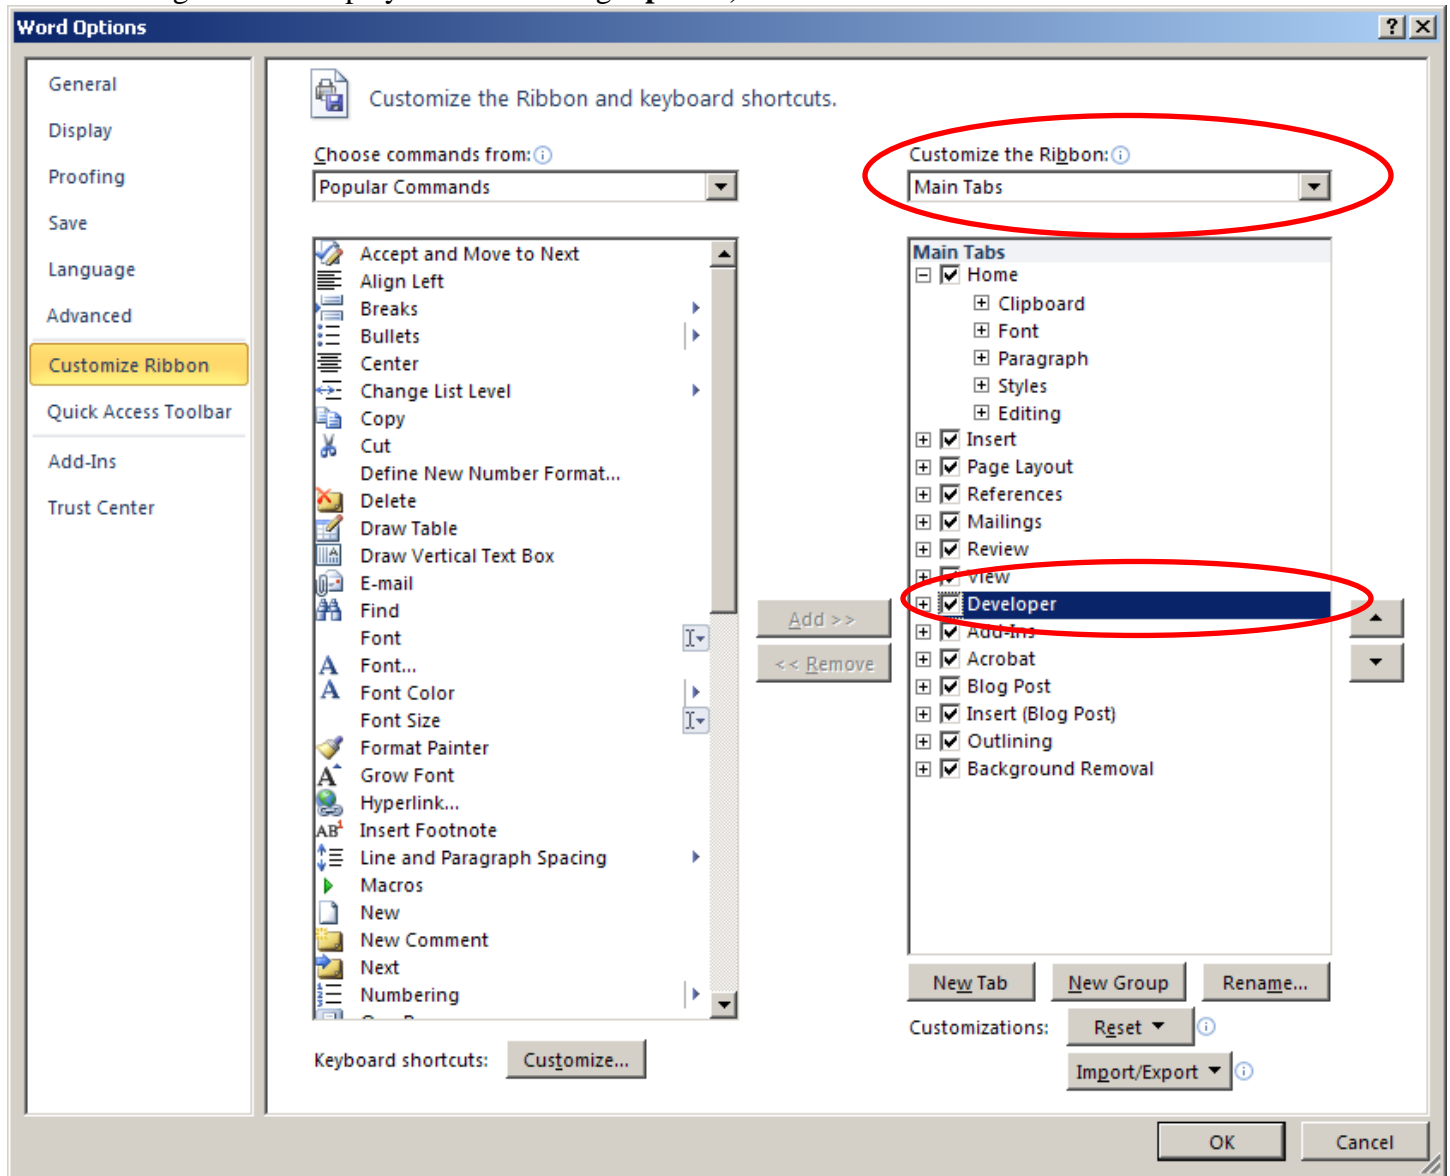 Word Options
General
Display
Proofing
Save
Language
Advanced
Customize Ribbon
Quick Access Toolbar
Add-Ins
Trust Center
Customize the Ribbon and keyboard shortcuts.
Choose commands from:
Popular Commands
Accept and Move to Next
Align Left
Breaks
Bullets
Center
Change List Level
Copy
Cut
Define New Number Format...
Delete
Draw Table
Draw Vertical Text Box
E-mail
Find
Font
Font...
Font Color
Font Size
Format Painter
Grow Font
Hyperlink...
Insert Footnote
Line and Paragraph Spacing
Macros
New
New Comment
Next
Numbering
Keyboard shortcuts: Customize...
Add >>
<< Remove
Customize the Ribbon:
Main Tabs
Main Tabs
Home
Clipboard
Font
Paragraph
Styles
Editing
Insert
Page Layout
References
Mailings
Review
View
Developer
Add-Ins
Acrobat
Blog Post
Insert (Blog Post)
Outlining
Background Removal
New Tab New Group Rename...
Customizations: Reset
Import/Export
OK Cancel